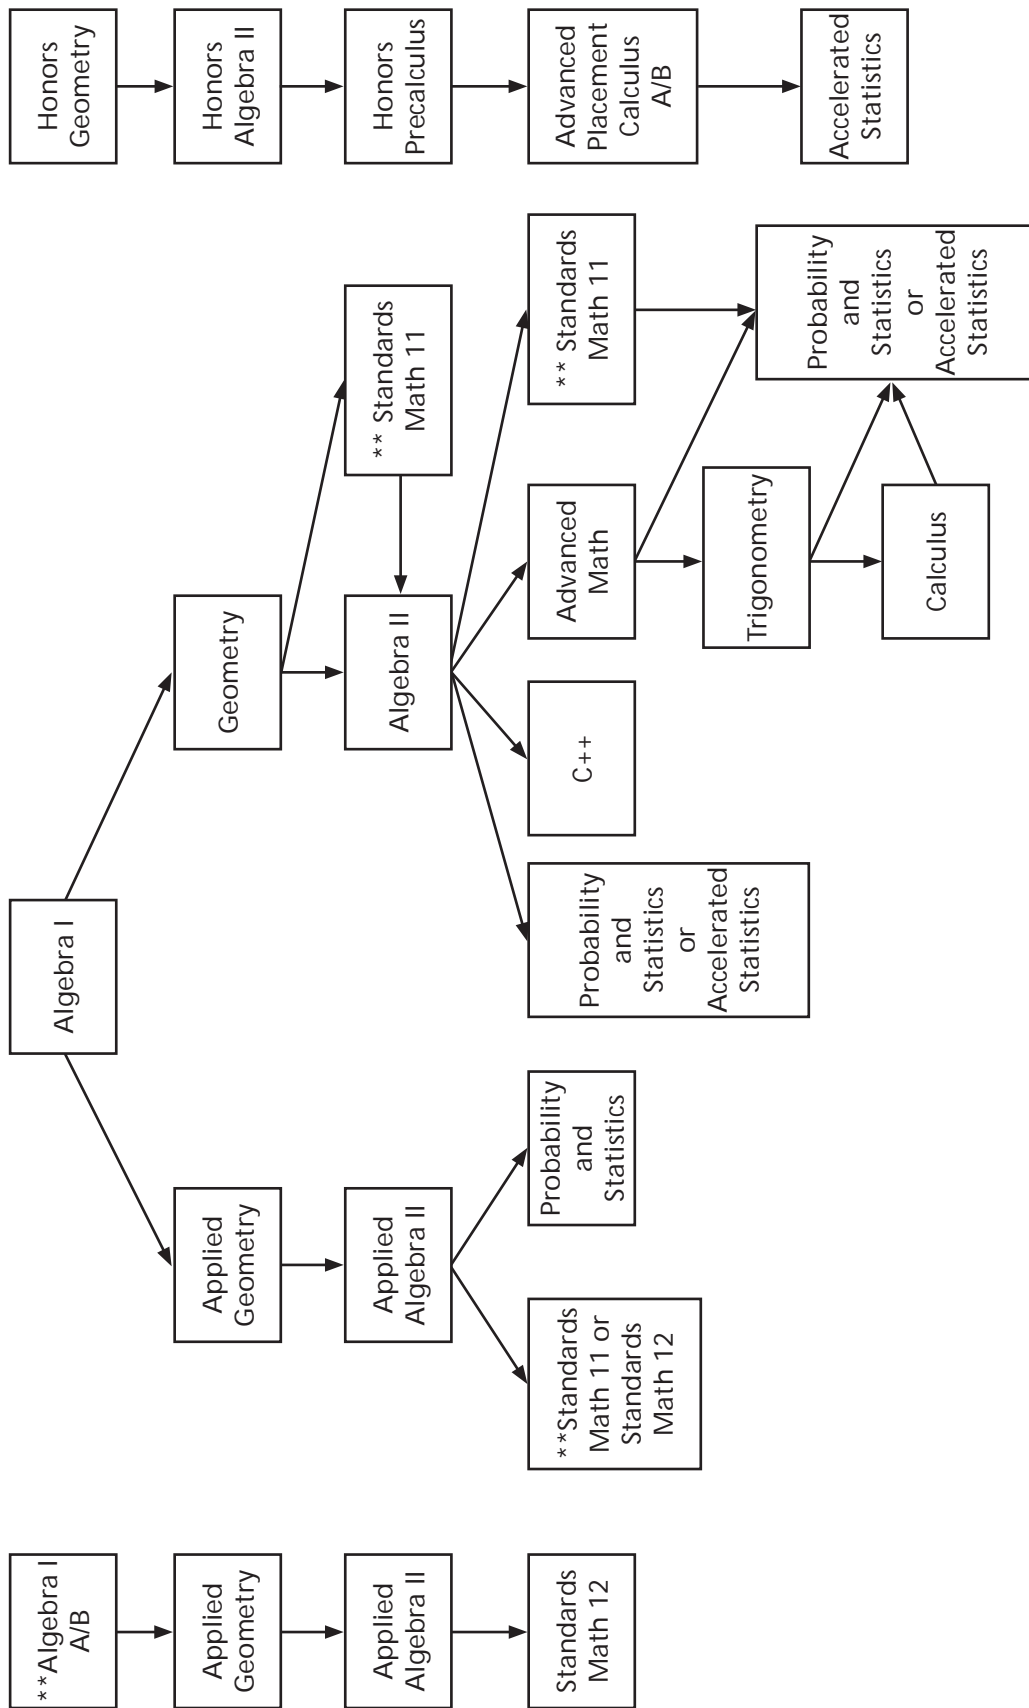 **Algebra I
A/B
Algebra I
Honors
Geometry
Applied
Geometry
Applied
Geometry
Geometry
Honors
Algebra II
Applied
Algebra II
Applied
Algebra II
Algebra II
** Standards
Math 11
Honors
Precalculus
Standards
Math 12
**Standards
Math 11 or
Standards
Math 12
Probability
and
Statistics
Probability
and
Statistics
or
Accelerated
Statistics
C++
Advanced
Math
** Standards
Math 11
Advanced
Placement
Calculus
A/B
Trigonometry
Probability
and
Statistics
or
Accelerated
Statistics
Accelerated
Statistics
Calculus